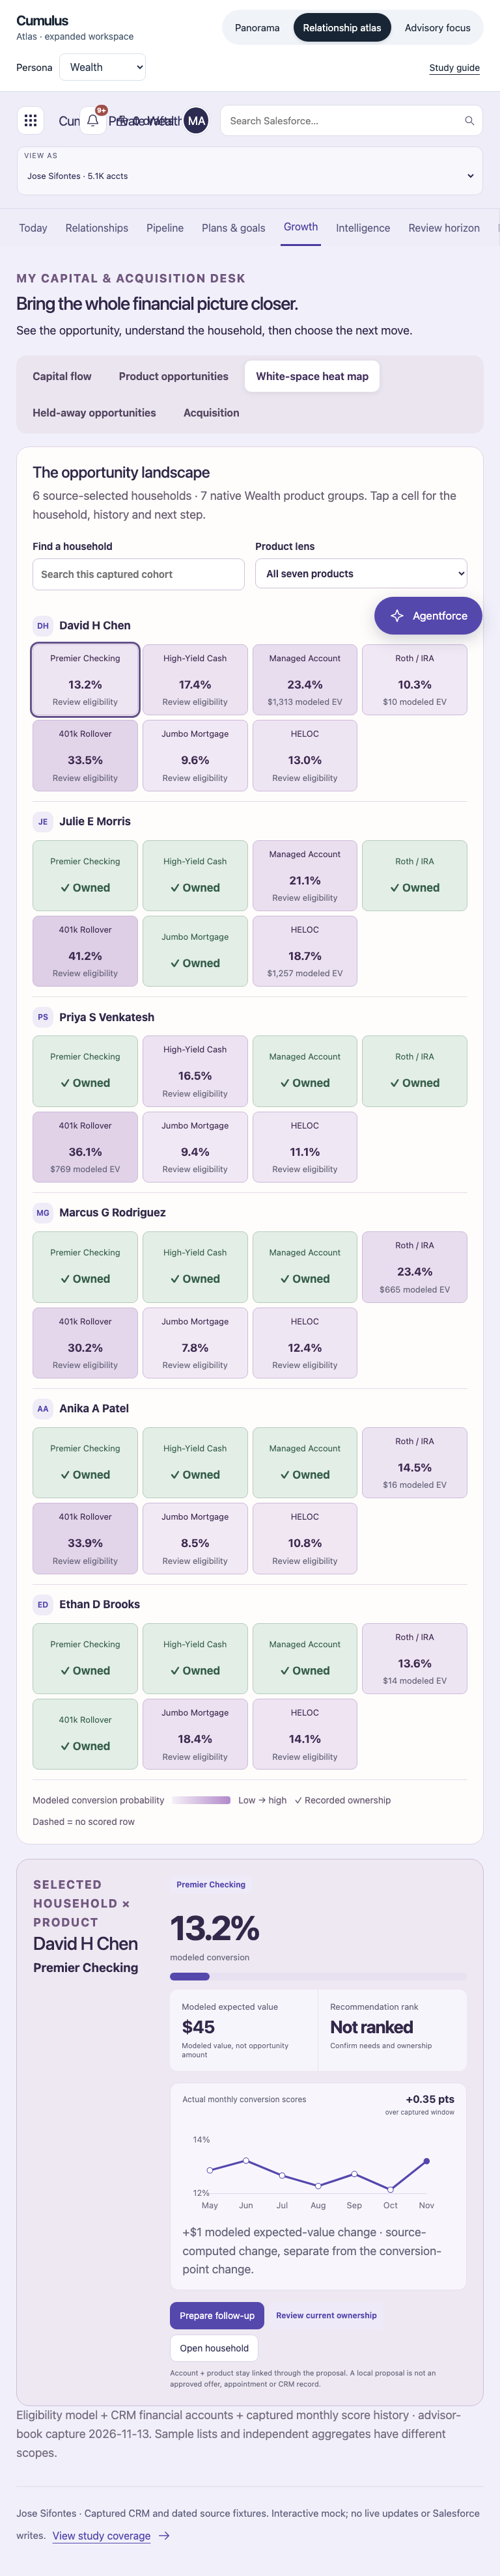 Cumulus
Atlas · expanded workspace
Panorama
Relationship atlas
Advisory focus
Persona
Wealth
Study guide
9+
MA
Search Salesforce...
VIEW AS
Jose Sifontes · 5.1K accts
Today
Relationships
Pipeline
Plans & goals
Growth
Intelligence
Review horizon
MY CAPITAL & ACQUISITION DESK
Bring the whole financial picture closer.
See the opportunity, understand the household, then choose the next move.
Capital flow
Product opportunities
White-space heat map
Held-away opportunities
Acquisition
The opportunity landscape
6 source-selected households · 7 native Wealth product groups. Tap a cell for the
household, history and next step.
Find a household
Product lens
Search this captured cohort
All seven products
Agentforce
DH David H Chen
Premier Checking
13.2%
Review eligibility
High-Yield Cash
17.4%
Review eligibility
Managed Account
23.4%
$1,313 modeled EV
Roth / IRA
10.3%
$10 modeled EV
401k Rollover
33.5%
Review eligibility
Jumbo Mortgage
9.6%
Review eligibility
HELOC
13.0%
Review eligibility
JE Julie E Morris
Premier Checking
✓ Owned
High-Yield Cash
✓ Owned
Managed Account
21.1%
Review eligibility
Roth / IRA
✓ Owned
401k Rollover
41.2%
Review eligibility
Jumbo Mortgage
✓ Owned
HELOC
18.7%
$1,257 modeled EV
PS Priya S Venkatesh
Premier Checking
✓ Owned
High-Yield Cash
16.5%
Review eligibility
Managed Account
✓ Owned
Roth / IRA
✓ Owned
401k Rollover
36.1%
$769 modeled EV
Jumbo Mortgage
9.4%
Review eligibility
HELOC
11.1%
Review eligibility
MG Marcus G Rodriguez
Premier Checking
✓ Owned
High-Yield Cash
✓ Owned
Managed Account
✓ Owned
Roth / IRA
23.4%
$665 modeled EV
401k Rollover
30.2%
Review eligibility
Jumbo Mortgage
7.8%
Review eligibility
HELOC
12.4%
Review eligibility
AA Anika A Patel
Premier Checking
✓ Owned
High-Yield Cash
✓ Owned
Managed Account
✓ Owned
Roth / IRA
14.5%
$16 modeled EV
401k Rollover
33.9%
Review eligibility
Jumbo Mortgage
8.5%
Review eligibility
HELOC
10.8%
Review eligibility
ED Ethan D Brooks
Premier Checking
✓ Owned
High-Yield Cash
✓ Owned
Managed Account
✓ Owned
Roth / IRA
13.6%
$14 modeled EV
401k Rollover
✓ Owned
Jumbo Mortgage
18.4%
Review eligibility
HELOC
14.1%
Review eligibility
Modeled conversion probability
Low → high
✓ Recorded ownership
Dashed = no scored row
SELECTED
HOUSEHOLD ×
PRODUCT
David H Chen
Premier Checking
Premier Checking
13.2%
modeled conversion
Modeled expected value
$45
Modeled value, not opportunity
amount
Recommendation rank
Not ranked
Confirm needs and ownership
Actual monthly conversion scores
+0.35 pts
over captured window
14%
12%
May Jun Jul Aug Sep Oct Nov
+$1 modeled expected-value change · source-
computed change, separate from the conversion-
point change.
Prepare follow-up
Review current ownership
Open household
Account + product stay linked through the proposal. A local proposal is not an
approved offer, appointment or CRM record.
Eligibility model + CRM financial accounts + captured monthly score history · advisor-
book capture 2026-11-13. Sample lists and independent aggregates have different
scopes.
Jose Sifontes · Captured CRM and dated source fixtures. Interactive mock; no live updates or Salesforce
writes. View study coverage →